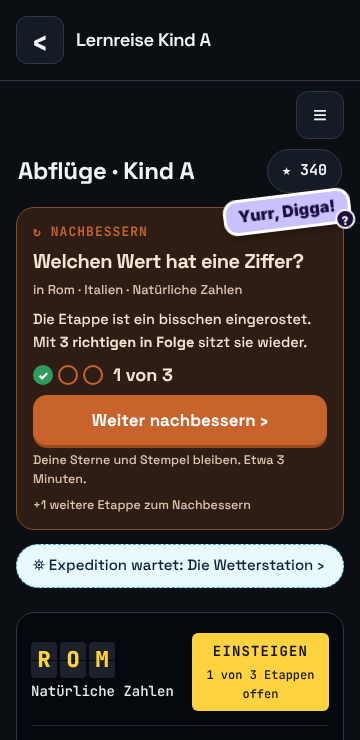 < Lernreise Kind A
≡
Abflüge · Kind A
★ 340
Yurr, Digga!
?
↻ NACHBESSERN
Welchen Wert hat eine Ziffer?
in Rom · Italien · Natürliche Zahlen
Die Etappe ist ein bisschen eingerostet.
Mit 3 richtigen in Folge sitzt sie wieder.
1 von 3
Weiter nachbessern ›
Deine Sterne und Stempel bleiben. Etwa 3
Minuten.
+1 weitere Etappe zum Nachbessern
Expedition wartet: Die Wetterstation ›
ROM
Natürliche Zahlen
EINSTEIGEN
1 von 3 Etappen
offen